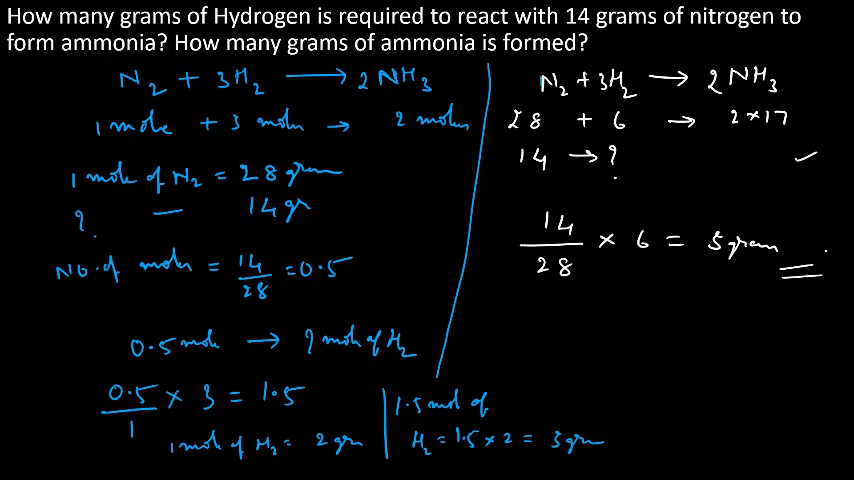 How many grams of Hydrogen is required to react with 14 grams of nitrogen to
form ammonia? How many grams of ammonia is formed?
N₂ + 3H₂ → 2NH₃
1 mole + 3 moles → 2 moles
1 mole of N₂ = 28 gram
? — 14 gr
No. of moles = 14/28 = 0.5
0.5 mole → ? moles of H₂
0.5/1 × 3 = 1.5
1 mole of H₂ = 2 gm
1.5 mol of
H₂ = 1.5 × 2 = 3 gm
N₂ + 3H₂ → 2NH₃
28 + 6 → 2×17
14 → ?
14/28 × 6 = 3 gram